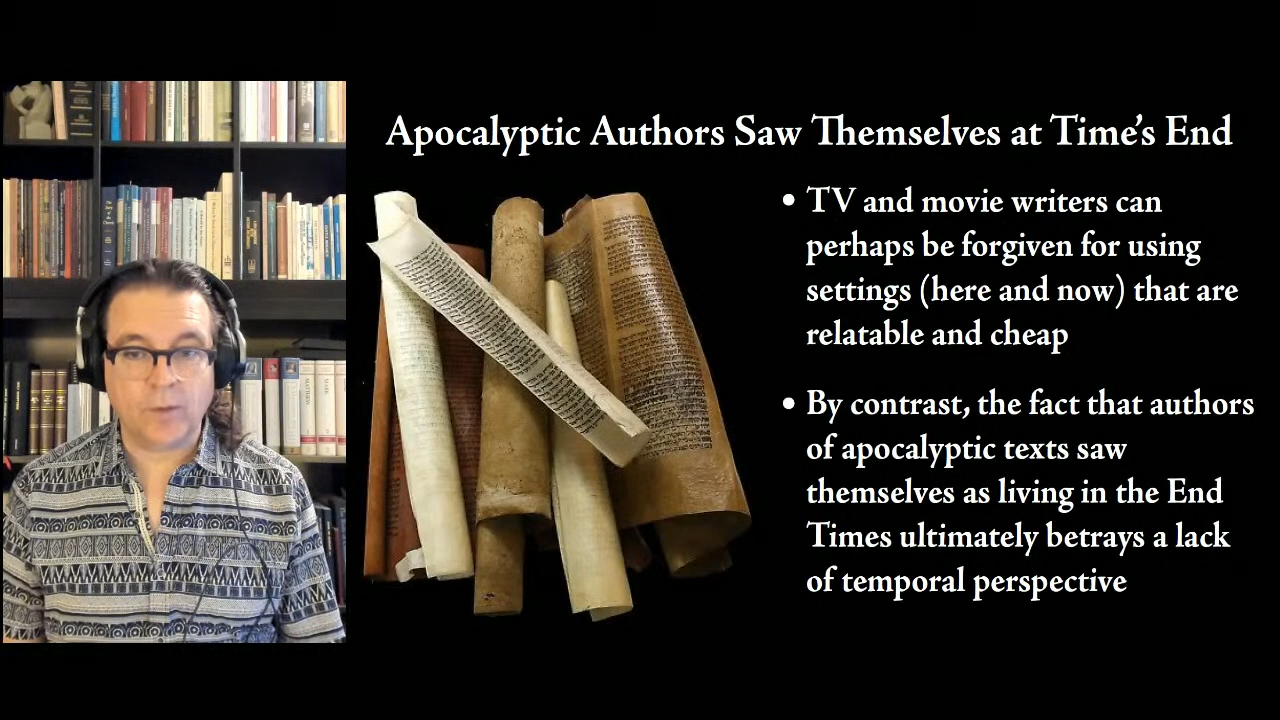 Apocalyptic Authors Saw Themselves at Time's End
• TV and movie writers can
perhaps be forgiven for using
settings (here and now) that are
relatable and cheap
• By contrast, the fact that authors
of apocalyptic texts saw
themselves as living in the End
Times ultimately betrays a lack
of temporal perspective
MATTHEW
MARK